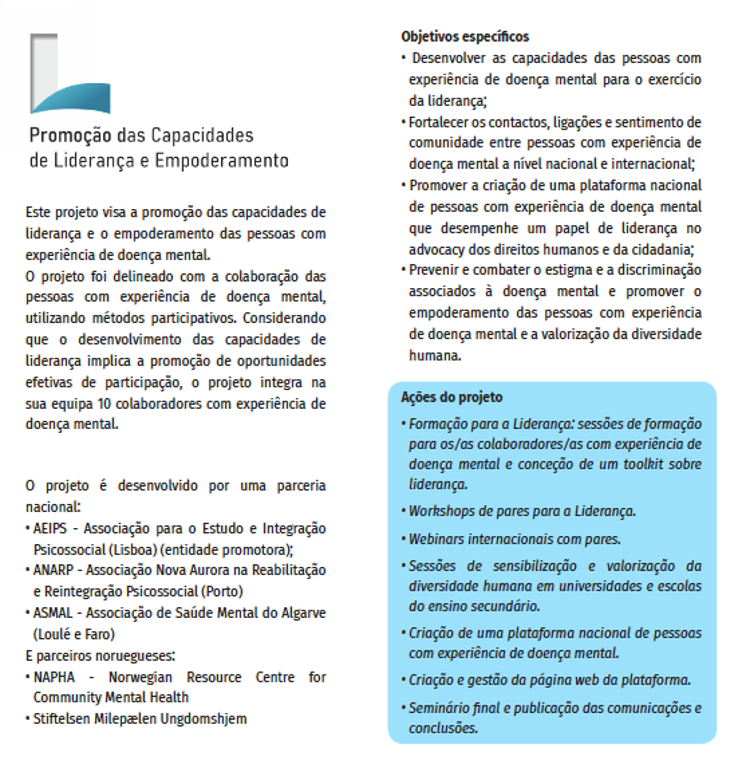 Promoção das Capacidades
de Liderança e Empoderamento
Este projeto visa a promoção das capacidades de
liderança e o empoderamento das pessoas com
experiência de doença mental.
O projeto foi delineado com a colaboração das
pessoas com experiência de doença mental,
utilizando métodos participativos. Considerando
que o desenvolvimento das capacidades de
liderança implica a promoção de oportunidades
efetivas de participação, o projeto integra na
sua equipa 10 colaboradores com experiência de
doença mental.
O projeto é desenvolvido por uma parceria
nacional:
• AEIPS - Associação para o Estudo e Integração
Psicossocial (Lisboa) (entidade promotora);
• ANARP - Associação Nova Aurora na Reabilitação
e Reintegração Psicossocial (Porto)
• ASMAL - Associação de Saúde Mental do Algarve
(Loulé e Faro)
E parceiros noruegueses:
• NAPHA - Norwegian Resource Centre for
Community Mental Health
• Stiftelsen Milepælen Ungdomshjem
Objetivos específicos
• Desenvolver as capacidades das pessoas com
experiência de doença mental para o exercício
da liderança;
• Fortalecer os contactos, ligações e sentimento de
comunidade entre pessoas com experiência de
doença mental a nível nacional e internacional;
• Promover a criação de uma plataforma nacional
de pessoas com experiência de doença mental
que desempenhe um papel de liderança no
advocacy dos direitos humanos e da cidadania;
• Prevenir e combater o estigma e a discriminação
associados à doença mental e promover o
empoderamento das pessoas com experiência
de doença mental e a valorização da diversidade
humana.
Ações do projeto
• Formação para a Liderança: sessões de formação
para os/as colaboradores/as com experiência de
doença mental e conceção de um toolkit sobre
liderança.
• Workshops de pares para a Liderança.
• Webinars internacionais com pares.
• Sessões de sensibilização e valorização da
diversidade humana em universidades e escolas
do ensino secundário.
• Criação de uma plataforma nacional de pessoas
com experiência de doença mental.
• Criação e gestão da página web da plataforma.
• Seminário final e publicação das comunicações e
conclusões.